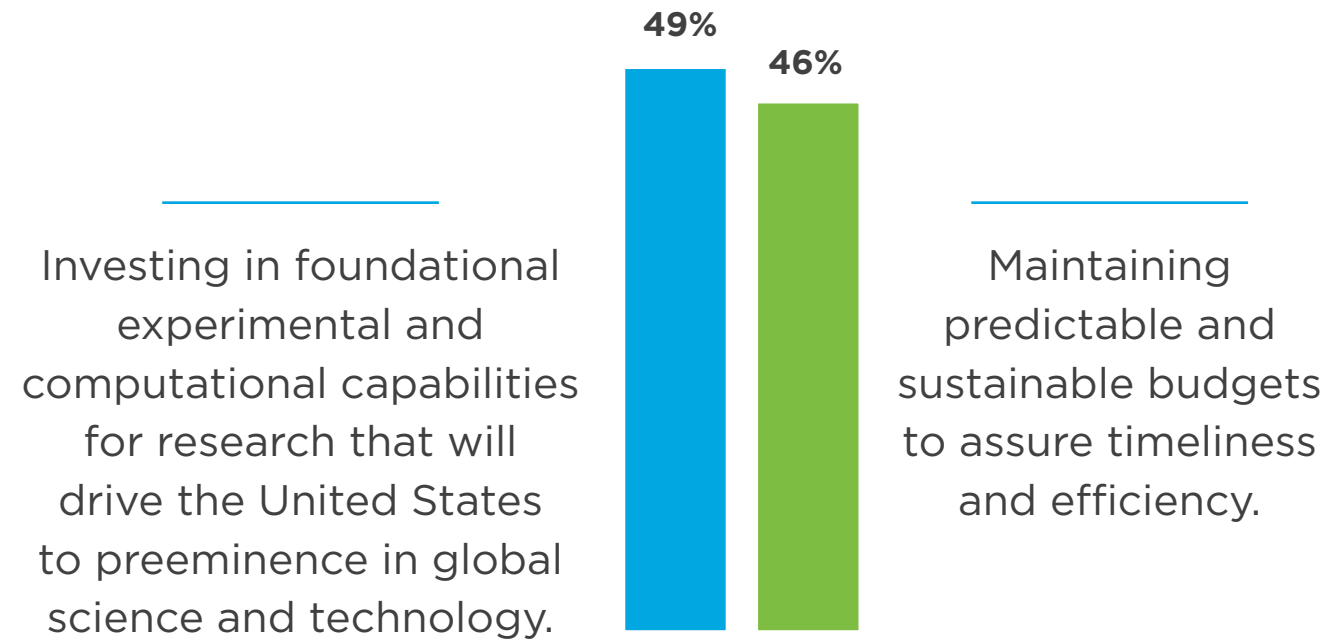 49%
46%
Investing in foundational
experimental and
computational capabilities
for research that will
drive the United States
to preeminence in global
science and technology.
Maintaining
predictable and
sustainable budgets
to assure timeliness
and efficiency.